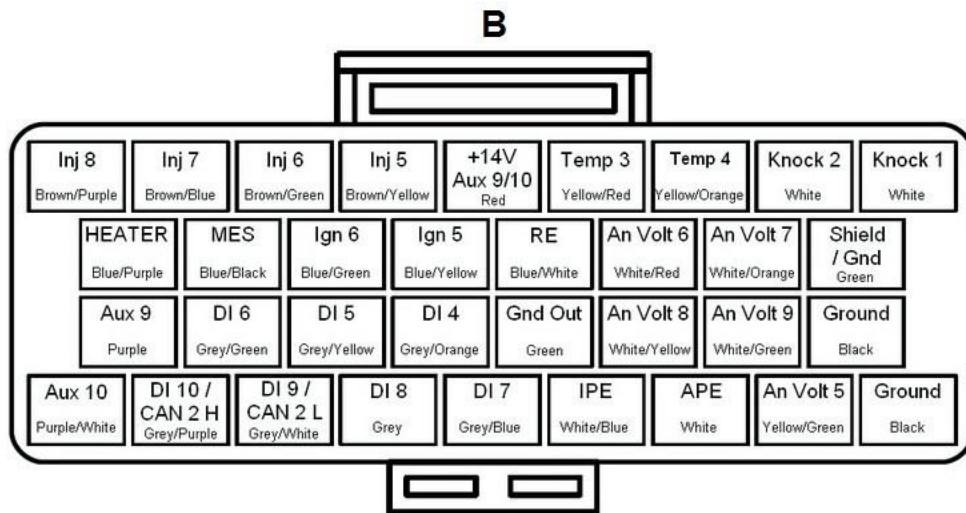 B
Inj 8
Brown/Purple
Inj 7
Brown/Blue
Inj 6
Brown/Green
Inj 5
Brown/Yellow
+14V
Aux 9/10
Red
Temp 3
Yellow/Red
Temp 4
Yellow/Orange
Knock 2
White
Knock 1
White
HEATER
Blue/Purple
MES
Blue/Black
Ign 6
Blue/Green
Ign 5
Blue/Yellow
RE
Blue/White
An Volt 6
White/Red
An Volt 7
White/Orange
Shield
/ Gnd
Green
Aux 9
Purple
DI 6
Grey/Green
DI 5
Grey/Yellow
DI 4
Grey/Orange
Gnd Out
Green
An Volt 8
White/Yellow
An Volt 9
White/Green
Ground
Black
Aux 10
Purple/White
DI 10 /
CAN 2 H
Grey/Purple
DI 9 /
CAN 2 L
Grey/White
DI 8
Grey
DI 7
Grey/Blue
IPE
White/Blue
APE
White
An Volt 5
Yellow/Green
Ground
Black